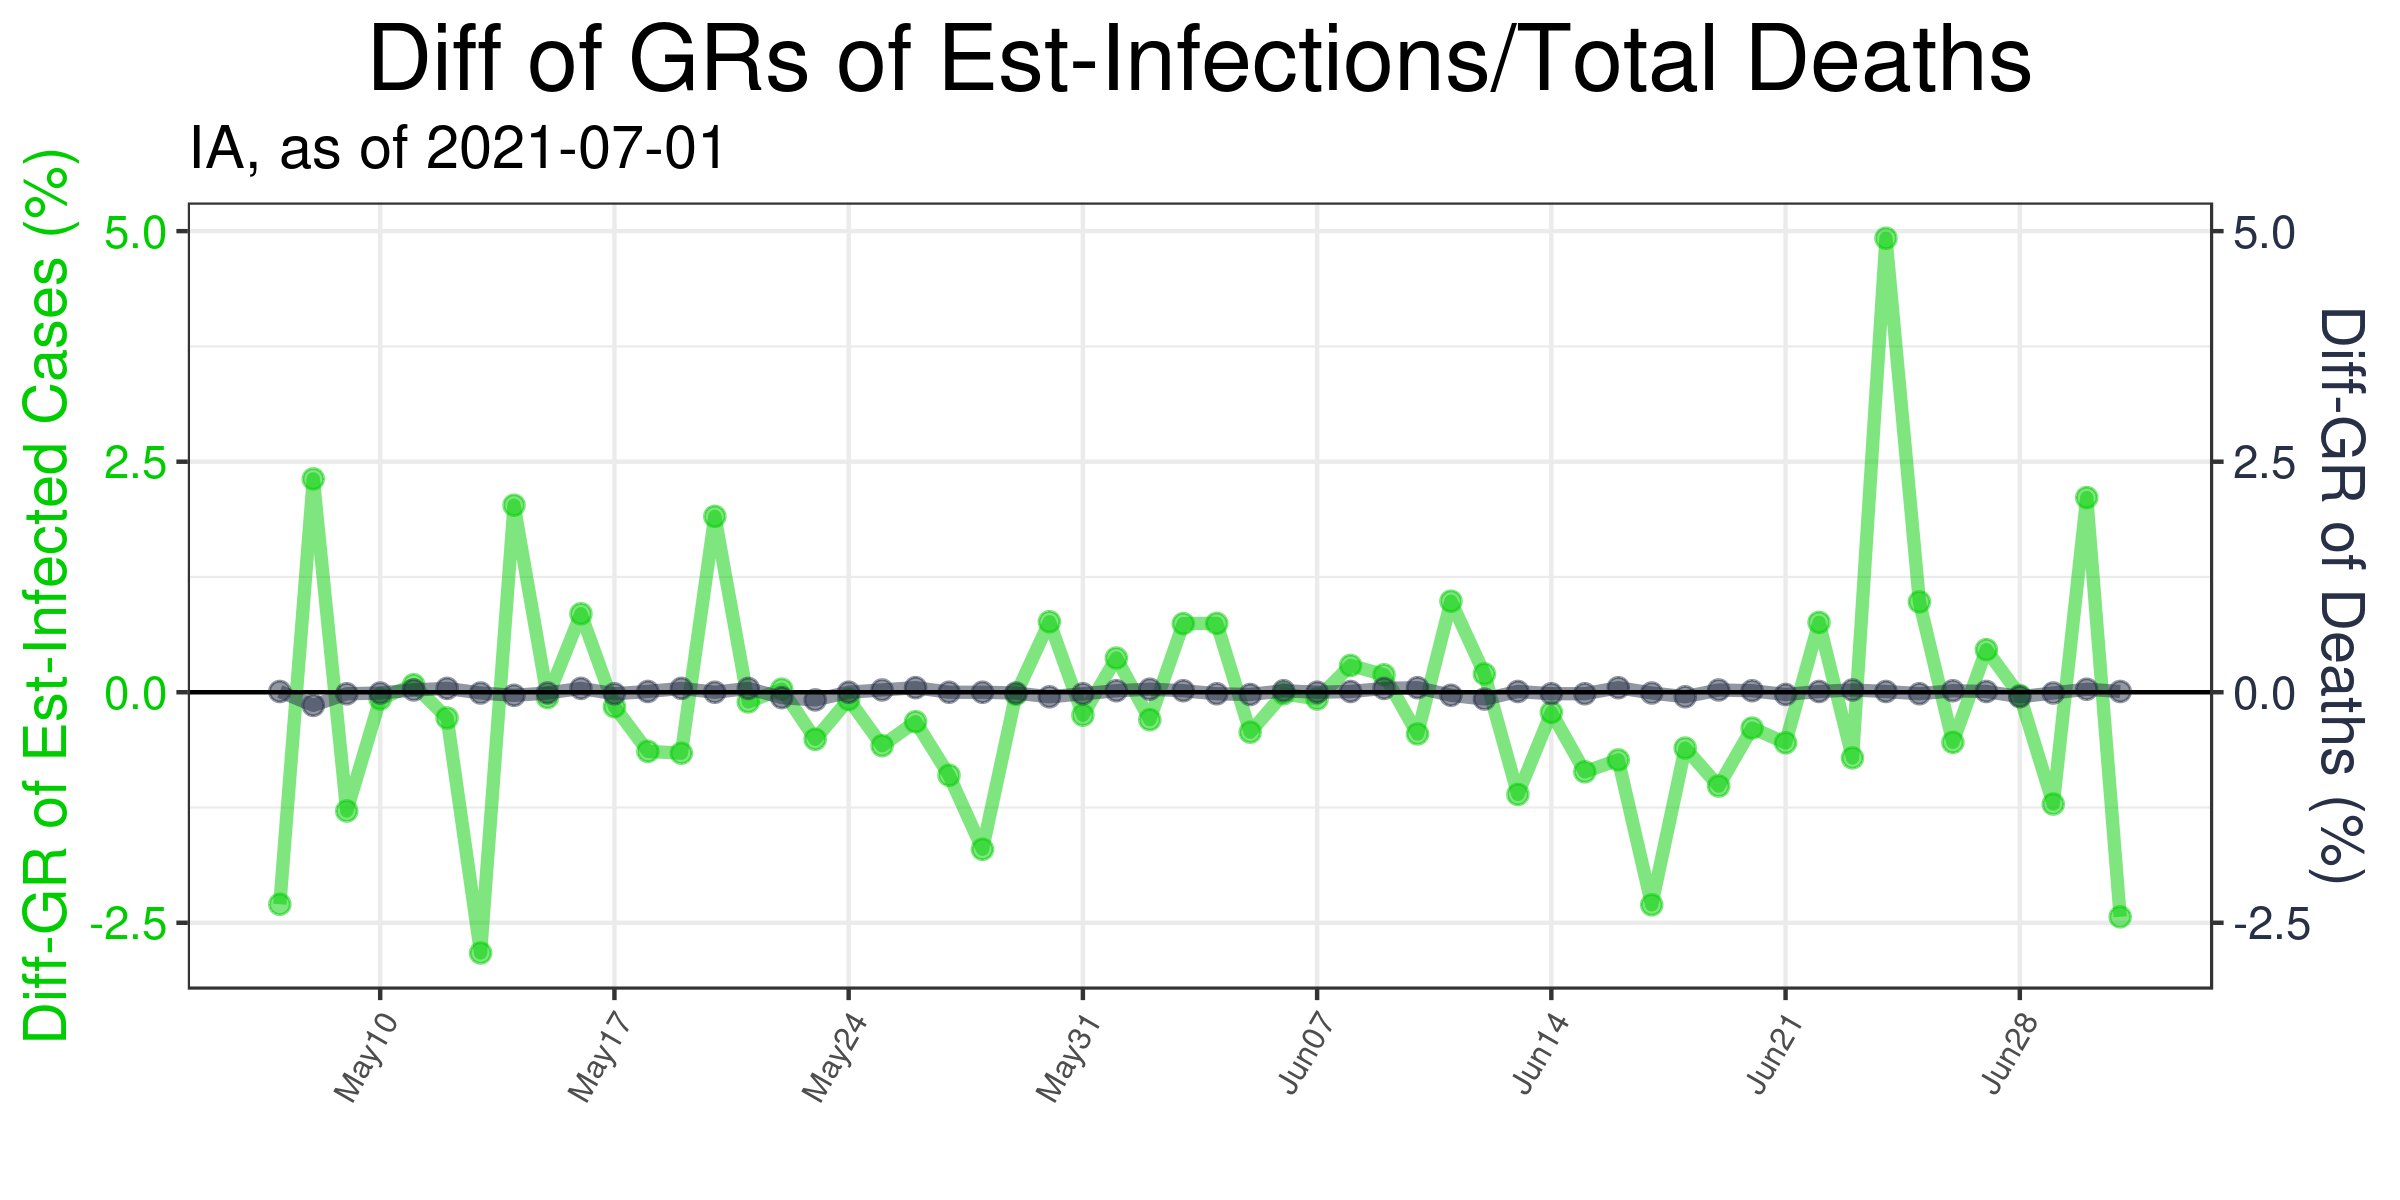 Diff of GRs of Est-Infections/Total Deaths
IA, as of 2021-07-01
Diff-GR of Est-Infected Cases (%)
5.0
2.5
0.0
-2.5
5.0
2.5
0.0
-2.5
Diff-GR of Deaths (%)
May10
May17
May24
May31
Jun07
Jun14
Jun21
Jun28